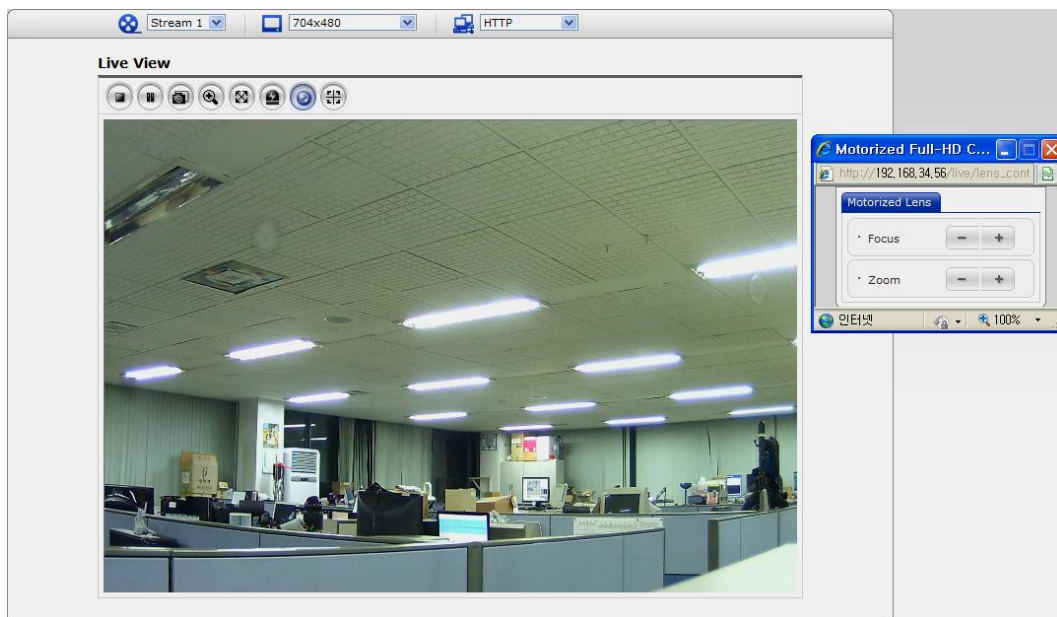 Stream 1
704x480
HTTP
Live View
Motorized Full-HD C...
http://192,168,34,56/live/lens_cont
Motorized Lens
· Focus
· Zoom
인터넷
100%